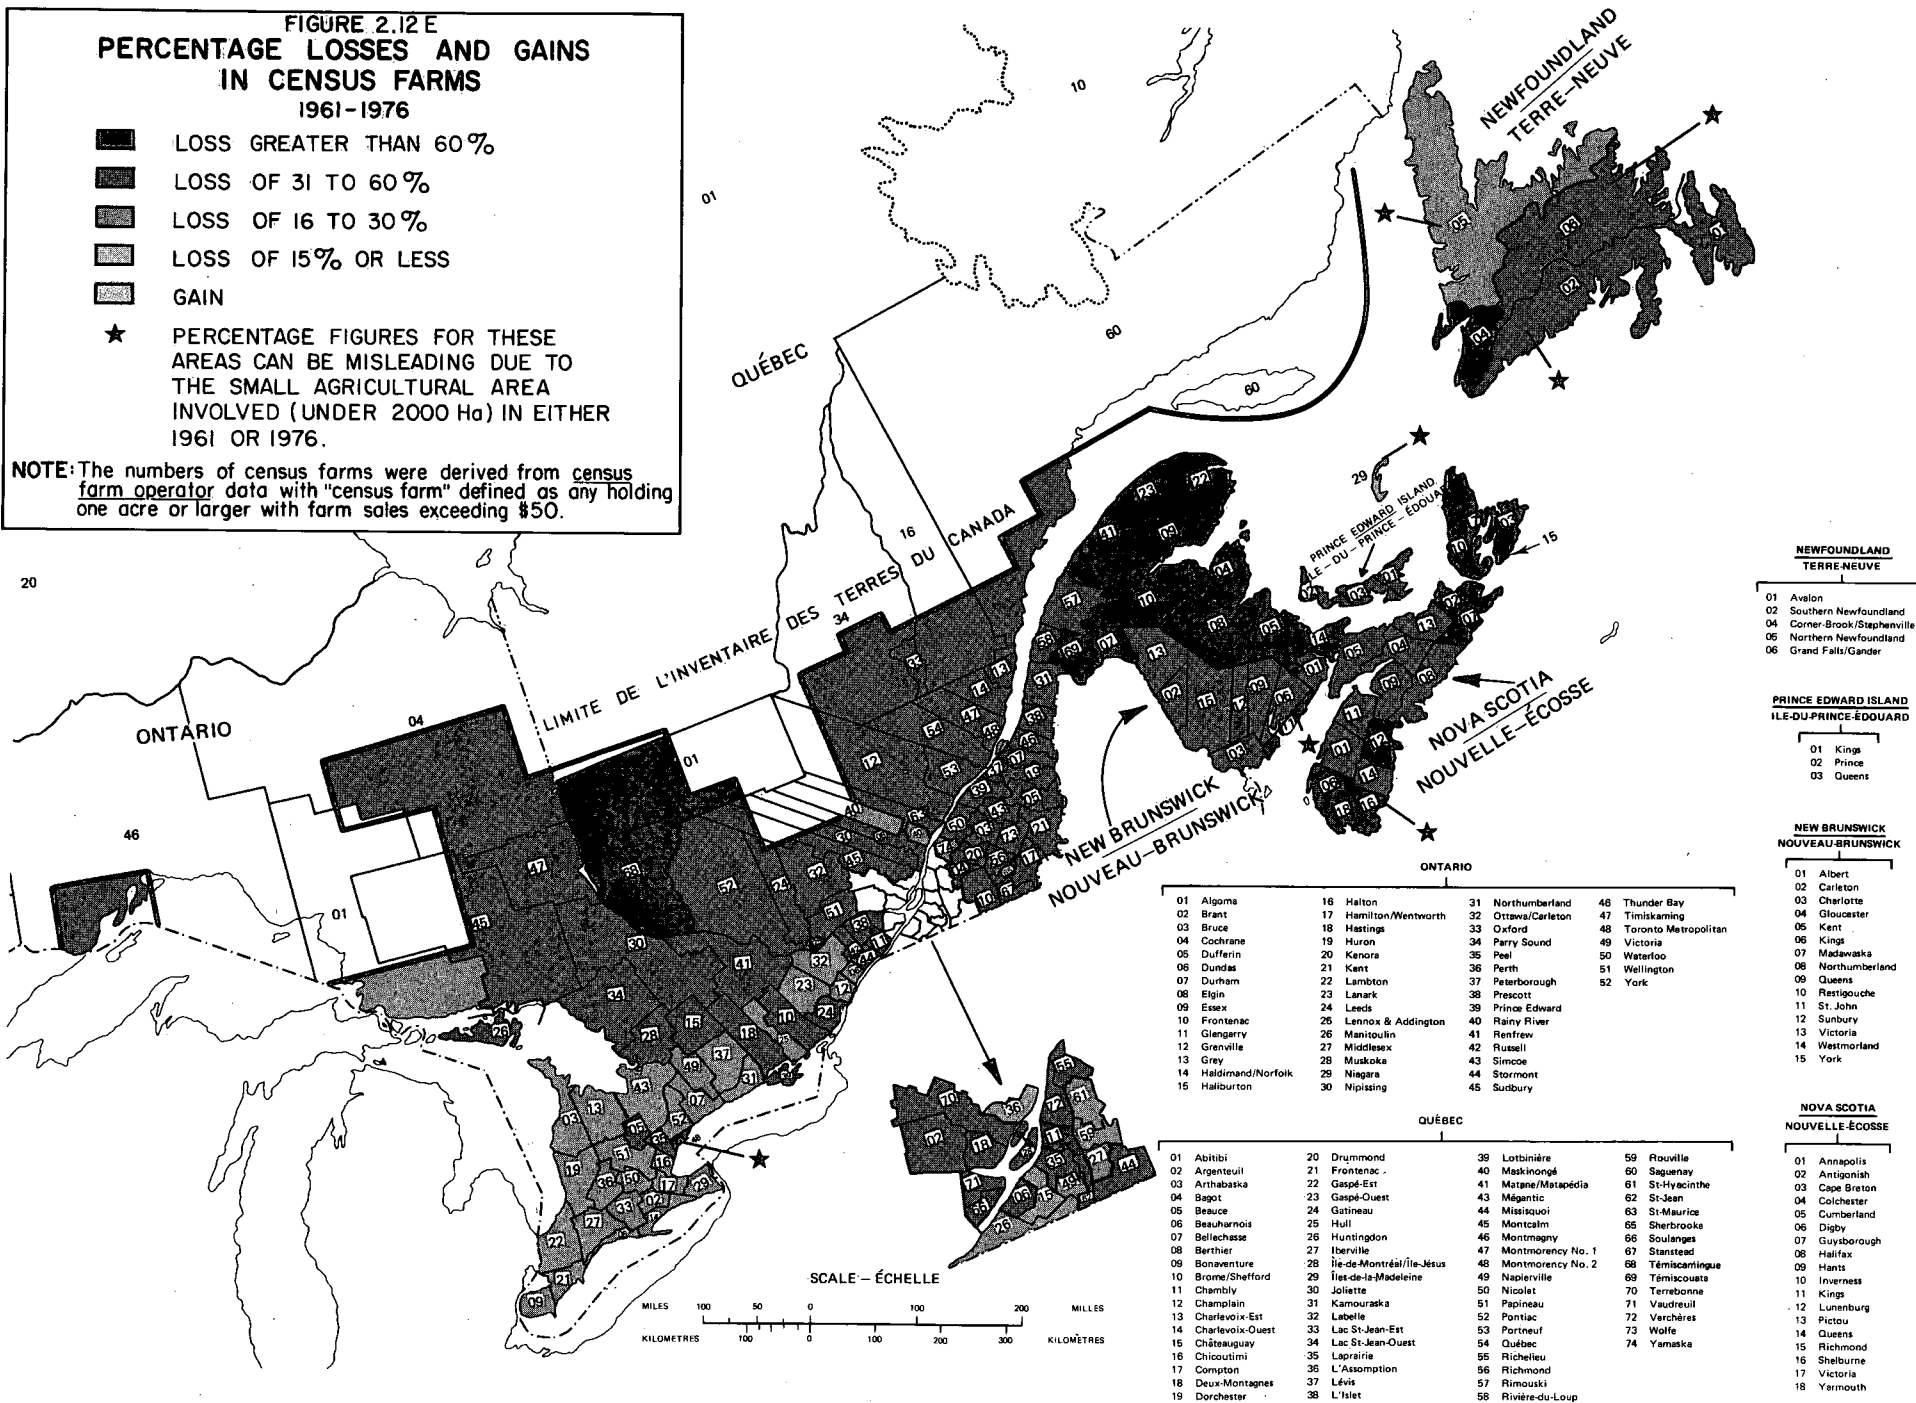 FIGURE 2.12 E
PERCENTAGE LOSSES AND GAINS
IN CENSUS FARMS
1961-1976
LOSS GREATER THAN 60%
LOSS OF 31 TO 60%
LOSS OF 16 TO 30%
LOSS OF 15% OR LESS
GAIN
★ PERCENTAGE FIGURES FOR THESE
AREAS CAN BE MISLEADING DUE TO
THE SMALL AGRICULTURAL AREA
INVOLVED (UNDER 2000 Ha) IN EITHER
1961 OR 1976.
NOTE: The numbers of census farms were derived from census
farm operator data with "census farm" defined as any holding
one acre or larger with farm sales exceeding $50.
NEWFOUNDLAND
TERRE-NEUVE
QUÉBEC
ONTARIO
LIMITE DE L'INVENTAIRE DES TERRES DU CANADA
PRINCE EDWARD ISLAND
NOVA SCOTIA
NOUVELLE-ÉCOSSE
NEW BRUNSWICK
NOUVEAU-BRUNSWICK
10
01
60
60
16
34
20
04
01
46
01
29
15
SCALE - ÉCHELLE
MILES 100 50 0 100 200 MILLES
KILOMETRES 100 0 100 200 300 KILOMÈTRES
NEWFOUNDLAND
TERRE-NEUVE
01 Avalon
02 Southern Newfoundland
04 Corner-Brook/Stephenville
05 Northern Newfoundland
06 Grand Falls/Gander
PRINCE EDWARD ISLAND
ILE-DU-PRINCE-ÉDOUARD
01 Kings
02 Prince
03 Queens
NEW BRUNSWICK
NOUVEAU-BRUNSWICK
01 Albert
02 Carleton
03 Charlotte
04 Gloucester
05 Kent
06 Kings
07 Madawaska
08 Northumberland
09 Queens
10 Restigouche
11 St. John
12 Sunbury
13 Victoria
14 Westmorland
15 York
NOVA SCOTIA
NOUVELLE-ÉCOSSE
01 Annapolis
02 Antigonish
03 Cape Breton
04 Colchester
05 Cumberland
06 Digby
07 Guysborough
08 Halifax
09 Hants
10 Inverness
11 Kings
12 Lunenburg
13 Pictou
14 Queens
15 Richmond
16 Shelburne
17 Victoria
18 Yarmouth
ONTARIO
01 Algoma
02 Brant
03 Bruce
04 Cochrane
05 Dufferin
06 Dundas
07 Durham
08 Elgin
09 Essex
10 Frontenac
11 Glengarry
12 Grenville
13 Grey
14 Haldimand/Norfolk
15 Haliburton
16 Halton
17 Hamilton/Wentworth
18 Hastings
19 Huron
20 Kenora
21 Kent
22 Lambton
23 Lanark
24 Leeds
26 Lennox & Addington
26 Manitoulin
27 Middlesex
28 Muskoka
29 Niagara
30 Nipissing
31 Northumberland
32 Ottawa/Carleton
33 Oxford
34 Parry Sound
35 Peel
36 Perth
37 Peterborough
38 Prescott
39 Prince Edward
40 Rainy River
41 Renfrew
42 Russell
43 Simcoe
44 Stormont
45 Sudbury
46 Thunder Bay
47 Timiskaming
48 Toronto Metropolitan
49 Victoria
50 Waterloo
51 Wellington
52 York
QUÉBEC
01 Abitibi
02 Argenteuil
03 Arthabaska
04 Bagot
05 Beauce
06 Beauharnois
07 Bellechasse
08 Berthier
09 Bonaventure
10 Brome/Shefford
11 Chambly
12 Champlain
13 Charlevoix-Est
14 Charlevoix-Ouest
15 Châteauguay
16 Chicoutimi
17 Compton
18 Deux-Montagnes
19 Dorchester
20 Drummond
21 Frontenac
22 Gaspé-Est
23 Gaspé-Ouest
24 Gatineau
25 Hull
26 Huntingdon
27 Iberville
28 Île-de-Montréal/Île-Jésus
29 Îles-de-la-Madeleine
30 Joliette
31 Kamouraska
32 Labelle
33 Lac St-Jean-Est
34 Lac St-Jean-Ouest
35 Laprairie
36 L'Assomption
37 Lévis
38 L'Islet
39 Lotbinière
40 Maskinongé
41 Matane/Matapédia
43 Mégantic
44 Missisquoi
45 Montcalm
46 Montmagny
47 Montmorency No. 1
48 Montmorency No. 2
49 Napierville
50 Nicolet
51 Papineau
52 Pontiac
53 Portneuf
54 Québec
55 Richelieu
56 Richmond
57 Rimouski
58 Rivière-du-Loup
59 Rouville
60 Saguenay
61 St-Hyacinthe
62 St-Jean
63 St-Maurice
65 Sherbrooke
66 Soulanges
67 Stanstead
68 Témiscamingue
69 Témiscouata
70 Terrebonne
71 Vaudreuil
72 Verchères
73 Wolfe
74 Yamaska